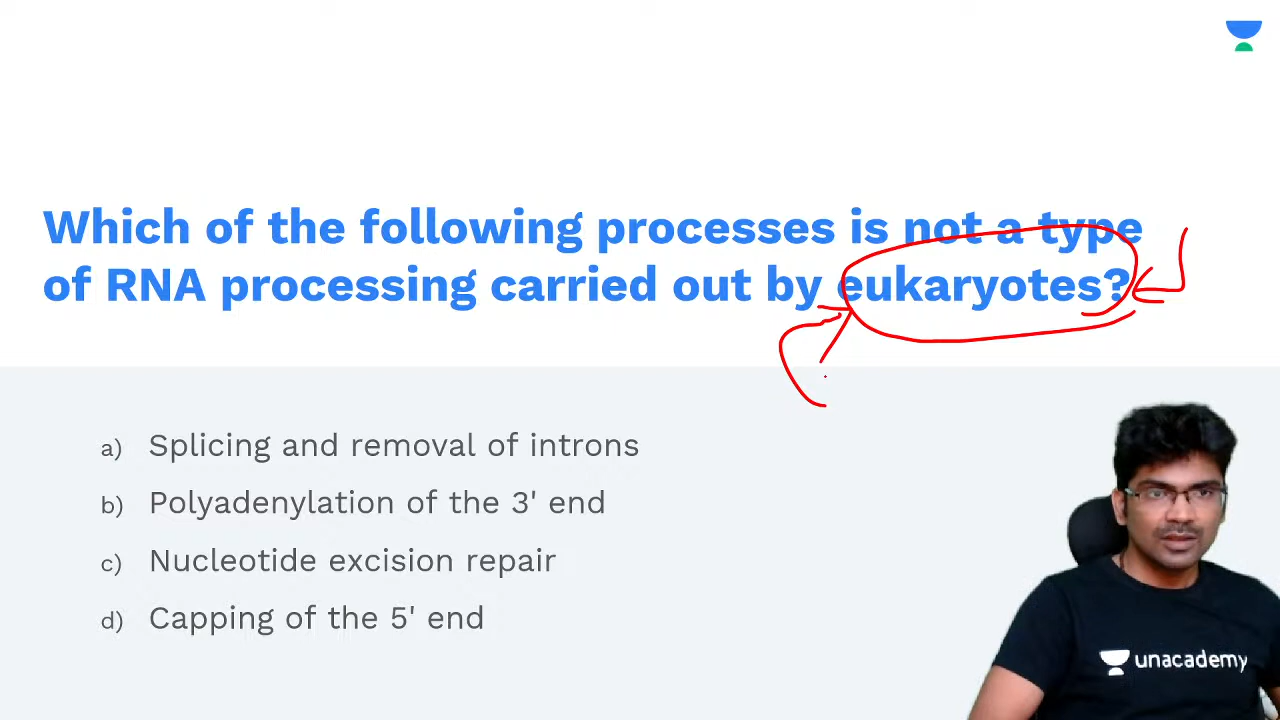 Which of the following processes is not a type
of RNA processing carried out by eukaryotes?
a) Splicing and removal of introns
b) Polyadenylation of the 3' end
c) Nucleotide excision repair
d) Capping of the 5' end
unacademy